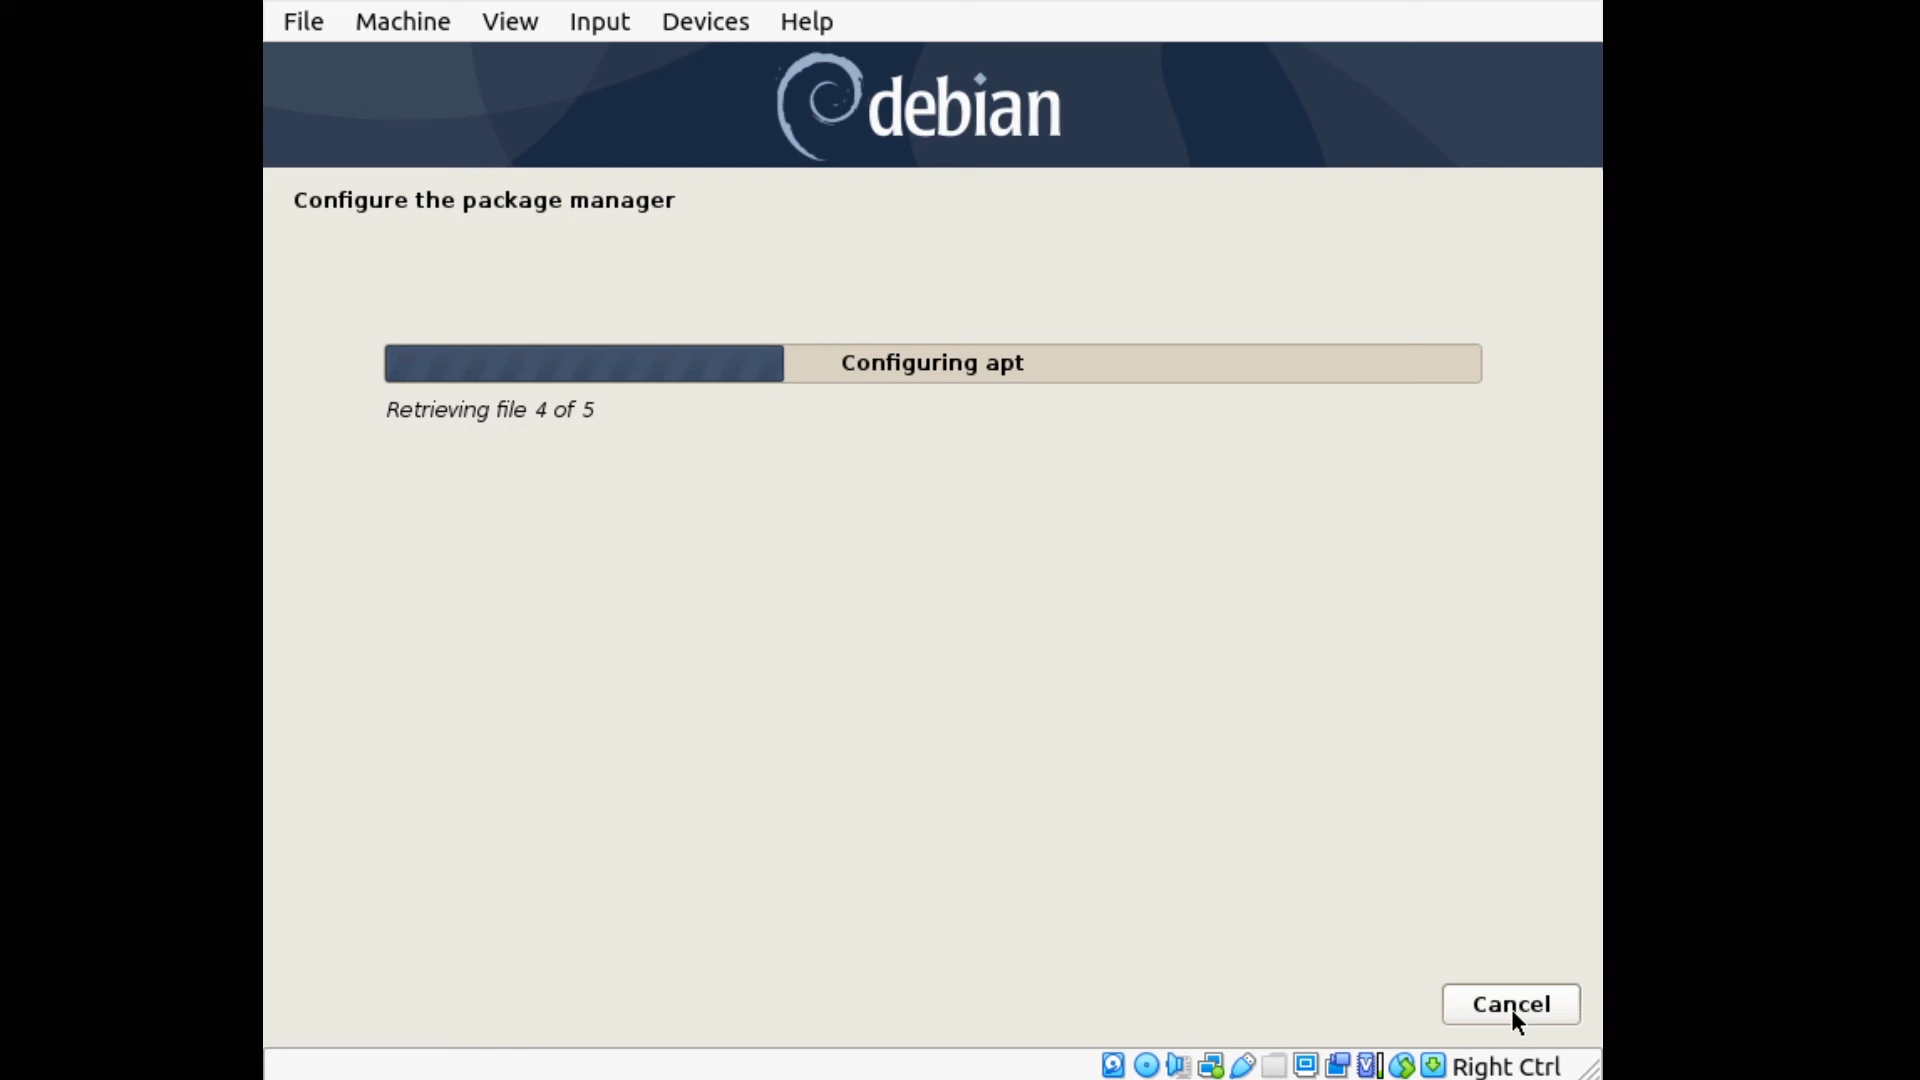 File Machine View Input Devices Help
debian
Configure the package manager
Configuring apt
Retrieving file 4 of 5
Cancel
Right Ctrl